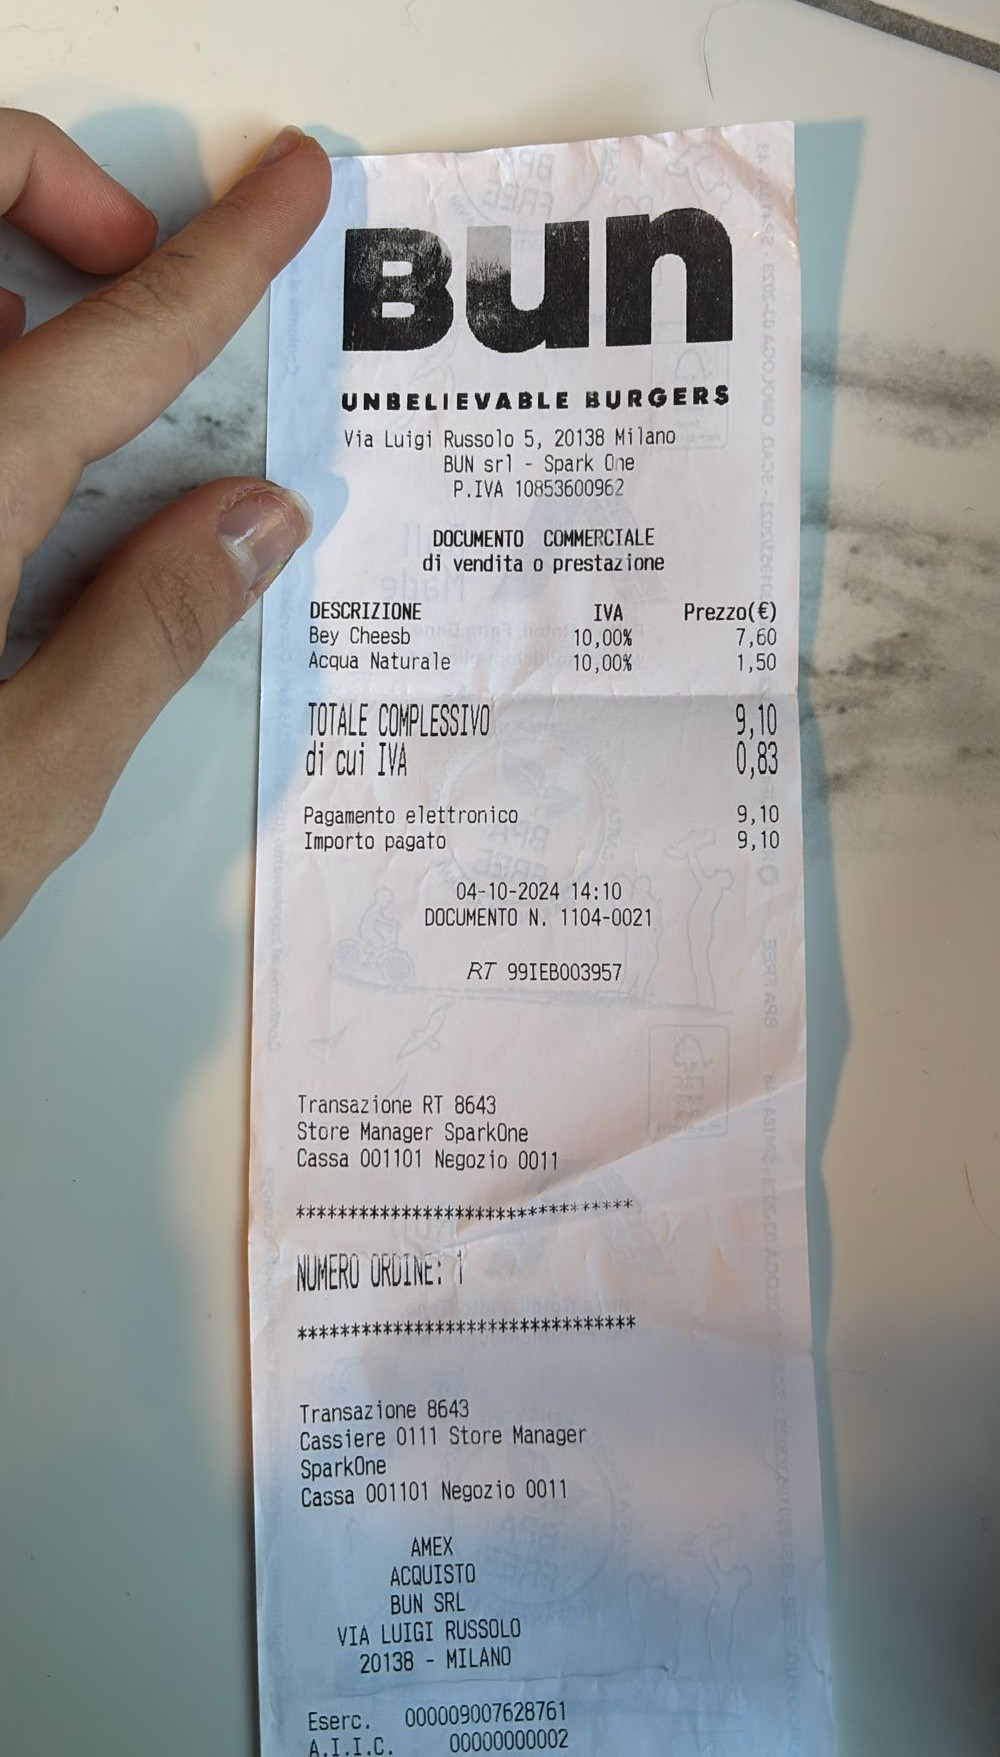 Bun
UNBELIEVABLE BURGERS
Via Luigi Russolo 5, 20138 Milano
BUN srl - Spark One
P.IVA 10853600962
DOCUMENTO COMMERCIALE
di vendita o prestazione
DESCRIZIONE IVA Prezzo(€)
Bey Cheesb 10,00% 7,60
Acqua Naturale 10,00% 1,50
TOTALE COMPLESSIVO 9,10
di cui IVA 0,83
Pagamento elettronico 9,10
Importo pagato 9,10
04-10-2024 14:10
DOCUMENTO N. 1104-0021
RT 99IEB003957
Transazione RT 8643
Store Manager SparkOne
Cassa 001101 Negozio 0011
********************************
NUMERO ORDINE: 1
********************************
Transazione 8643
Cassiere 0111 Store Manager
SparkOne
Cassa 001101 Negozio 0011
AMEX
ACQUISTO
BUN SRL
VIA LUIGI RUSSOLO
20138 - MILANO
Eserc. 000009007628761
A.I.I.C. 00000000002